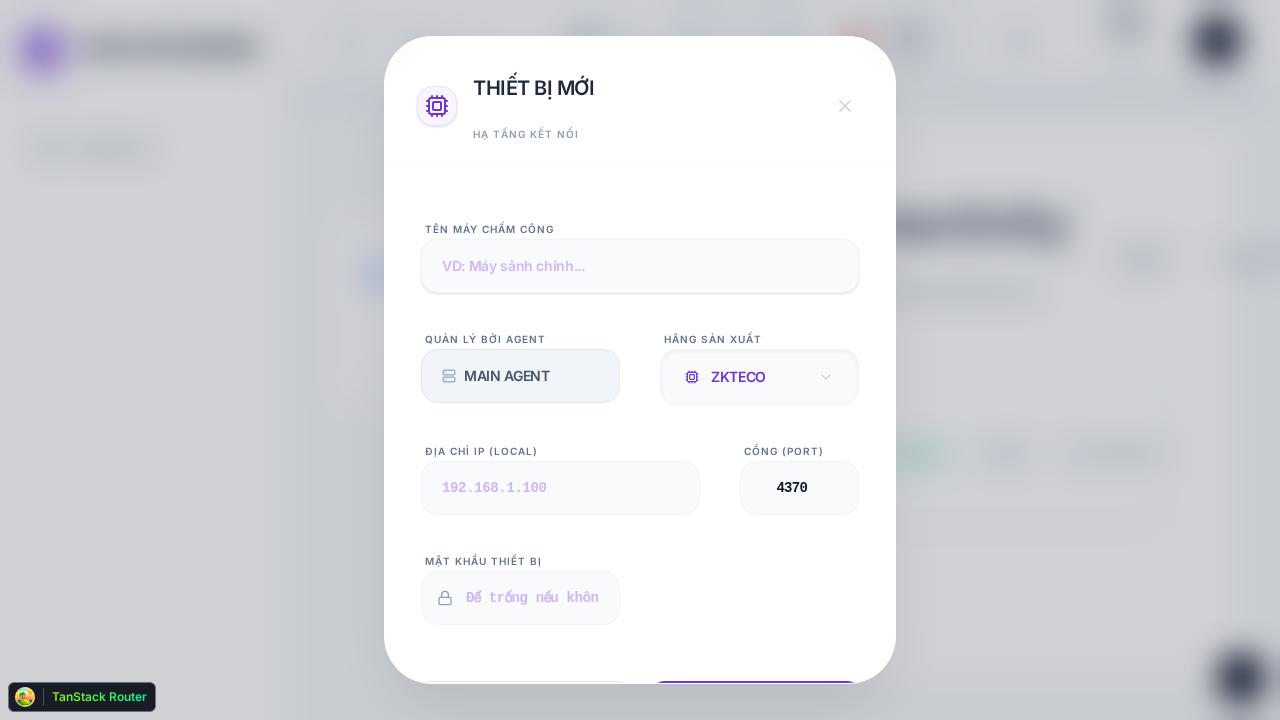 THIẾT BỊ MỚI
HẠ TẦNG KẾT NỐI
TÊN MÁY CHẤM CÔNG
VD: Máy sảnh chính...
QUẢN LÝ BỞI AGENT
HÃNG SẢN XUẤT
MAIN AGENT
ZKTECO
ĐỊA CHỈ IP (LOCAL)
CỔNG (PORT)
192.168.1.100
4370
MẬT KHẨU THIẾT BỊ
Để trống nếu khôn
TanStack Router